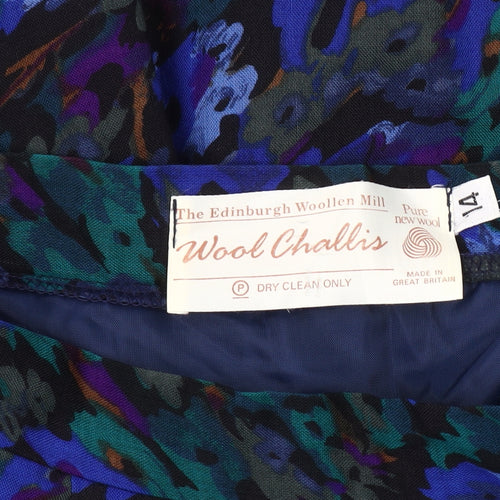 The Edinburgh Woollen Mill
Pure
new wool
Wool Challis
P DRY CLEAN ONLY
MADE IN
GREAT BRITAIN
14